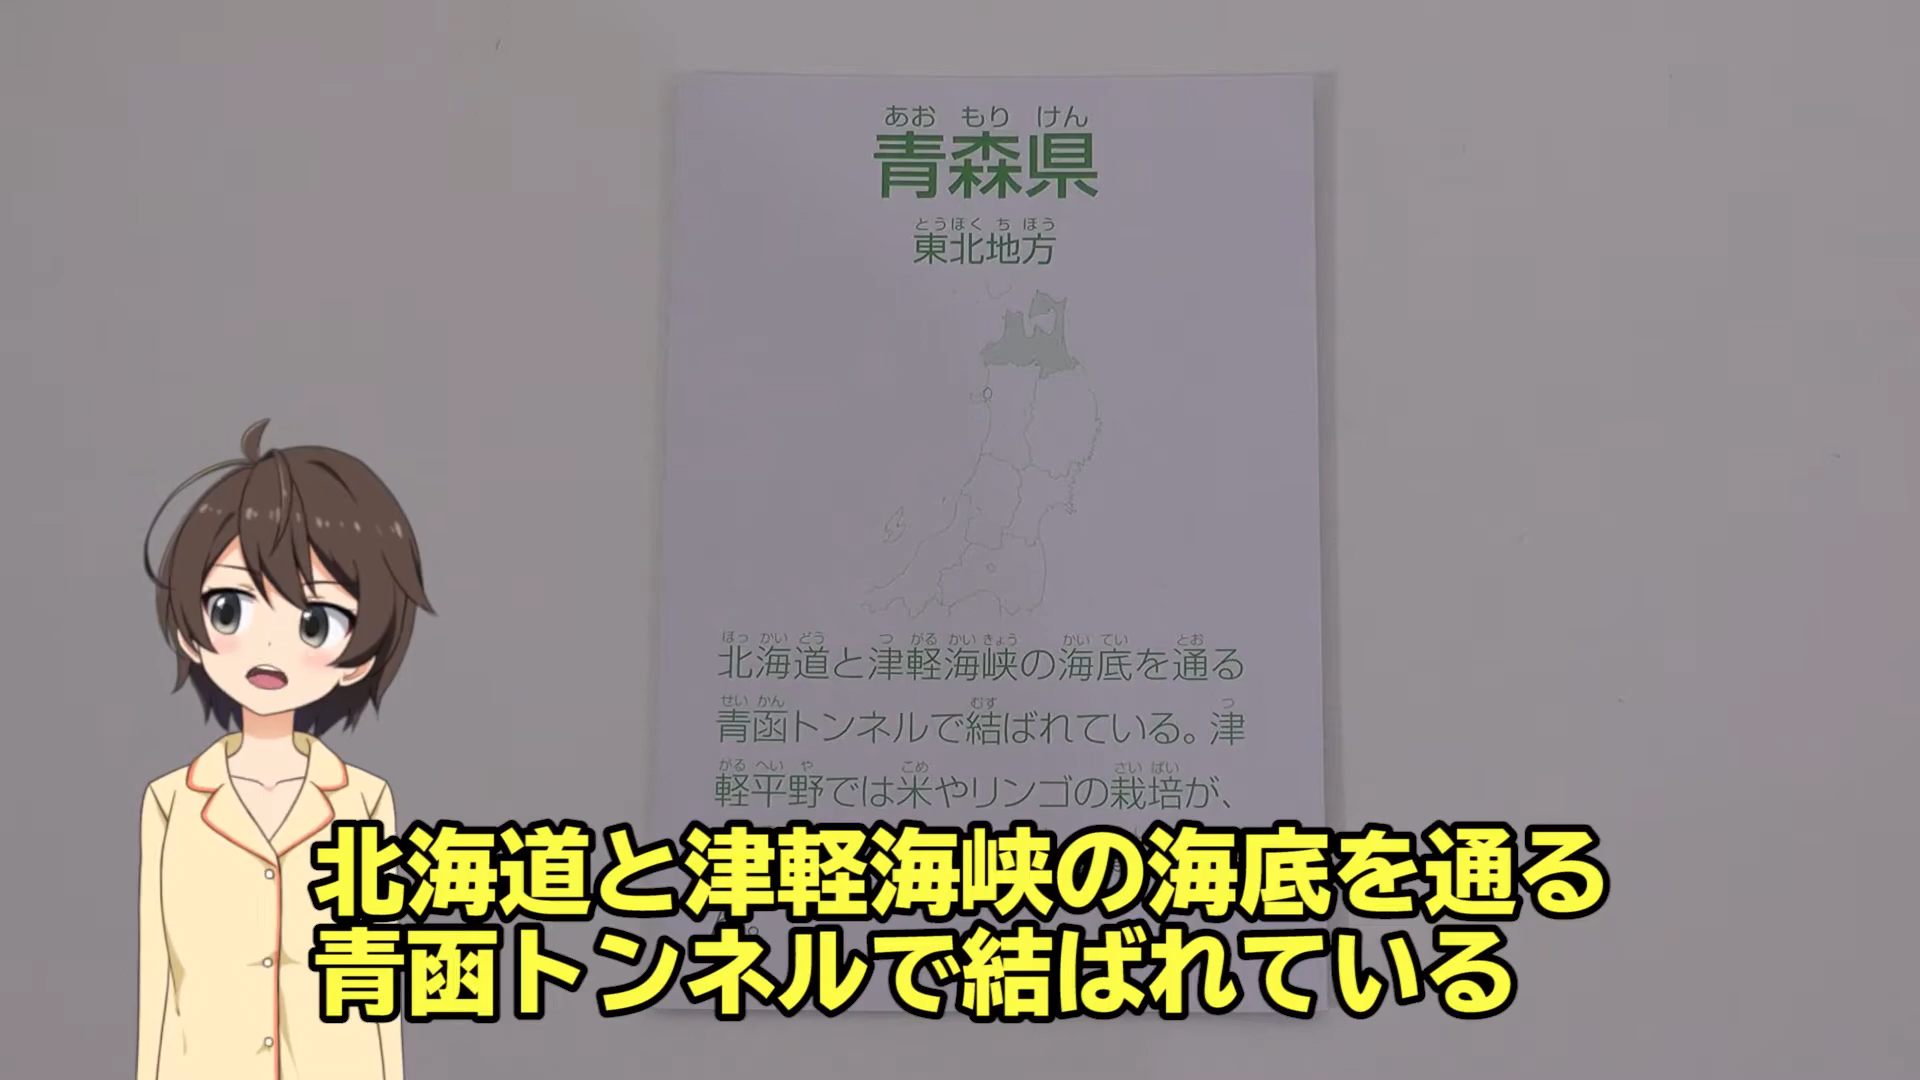 あおもりけん
青森県
とうほくちほう
東北地方
ほっかいどう つがるかいきょう かいてい とお
北海道と津軽海峡の海底を通る
せいかん むす つ
青函トンネルで結ばれている。津
がるへいや こめ さいばい
軽平野では米やリンゴの栽培が、
北海道と津軽海峡の海底を通る
青函トンネルで結ばれている